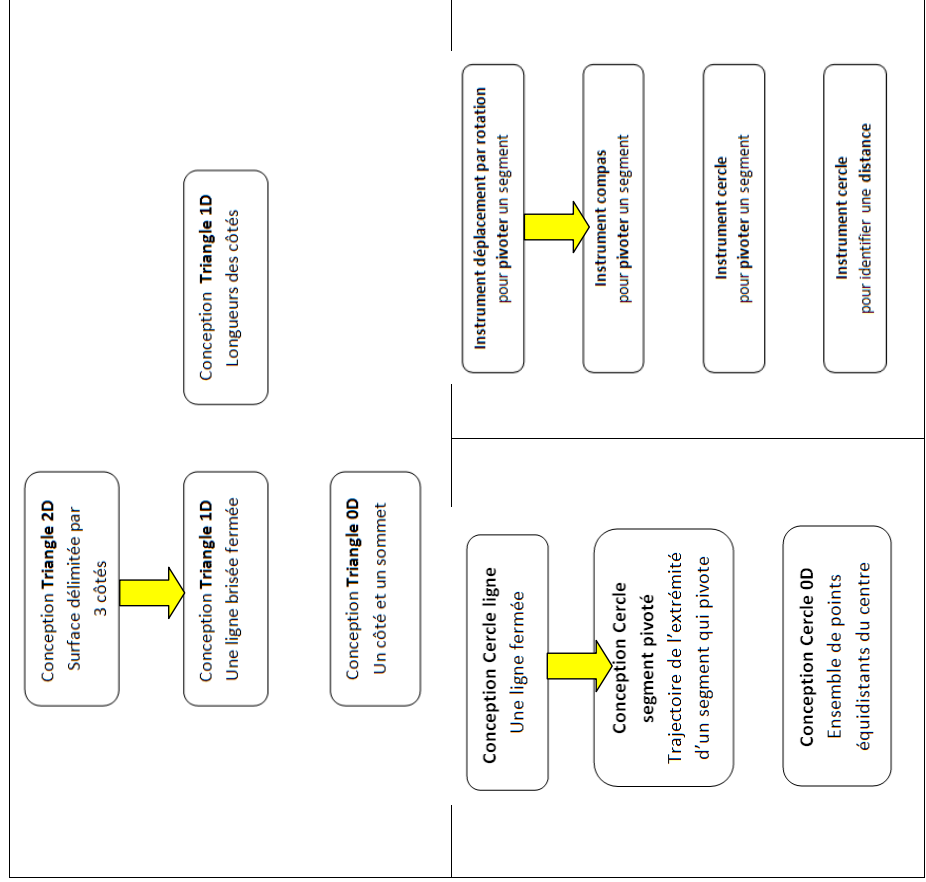 Conception Triangle 2D
Surface délimitée par
3 côtés
Conception Triangle 1D
Une ligne brisée fermée
Conception Triangle 1D
Longueurs des côtés
Conception Triangle 0D
Un côté et un sommet
Conception Cercle ligne
Une ligne fermée
Conception Cercle
segment pivoté
Trajectoire de l'extrémité
d'un segment qui pivote
Conception Cercle 0D
Ensemble de points
équidistants du centre
Instrument déplacement par rotation
pour pivoter un segment
Instrument compas
pour pivoter un segment
Instrument cercle
pour pivoter un segment
Instrument cercle
pour identifier une distance